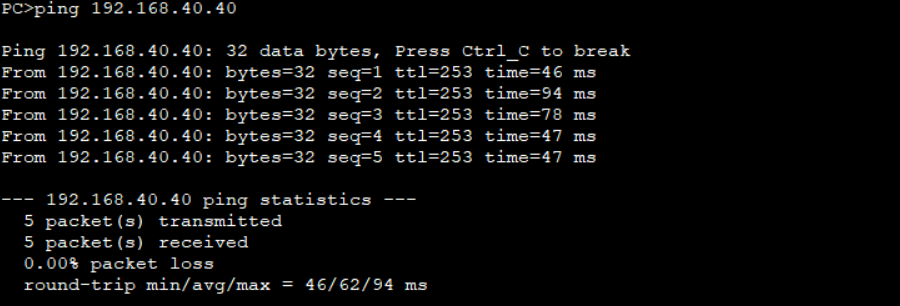 PC>ping 192.168.40.40
Ping 192.168.40.40: 32 data bytes, Press Ctrl_C to break
From 192.168.40.40: bytes=32 seq=1 ttl=253 time=46 ms
From 192.168.40.40: bytes=32 seq=2 ttl=253 time=94 ms
From 192.168.40.40: bytes=32 seq=3 ttl=253 time=78 ms
From 192.168.40.40: bytes=32 seq=4 ttl=253 time=47 ms
From 192.168.40.40: bytes=32 seq=5 ttl=253 time=47 ms
--- 192.168.40.40 ping statistics ---
5 packet(s) transmitted
5 packet(s) received
0.00% packet loss
round-trip min/avg/max = 46/62/94 ms